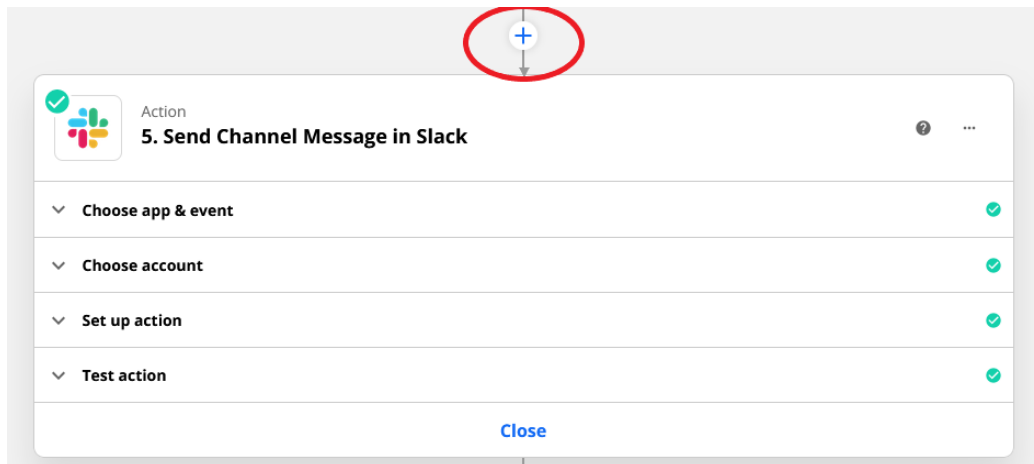 Action
5. Send Channel Message in Slack
Choose app & event
Choose account
Set up action
Test action
Close